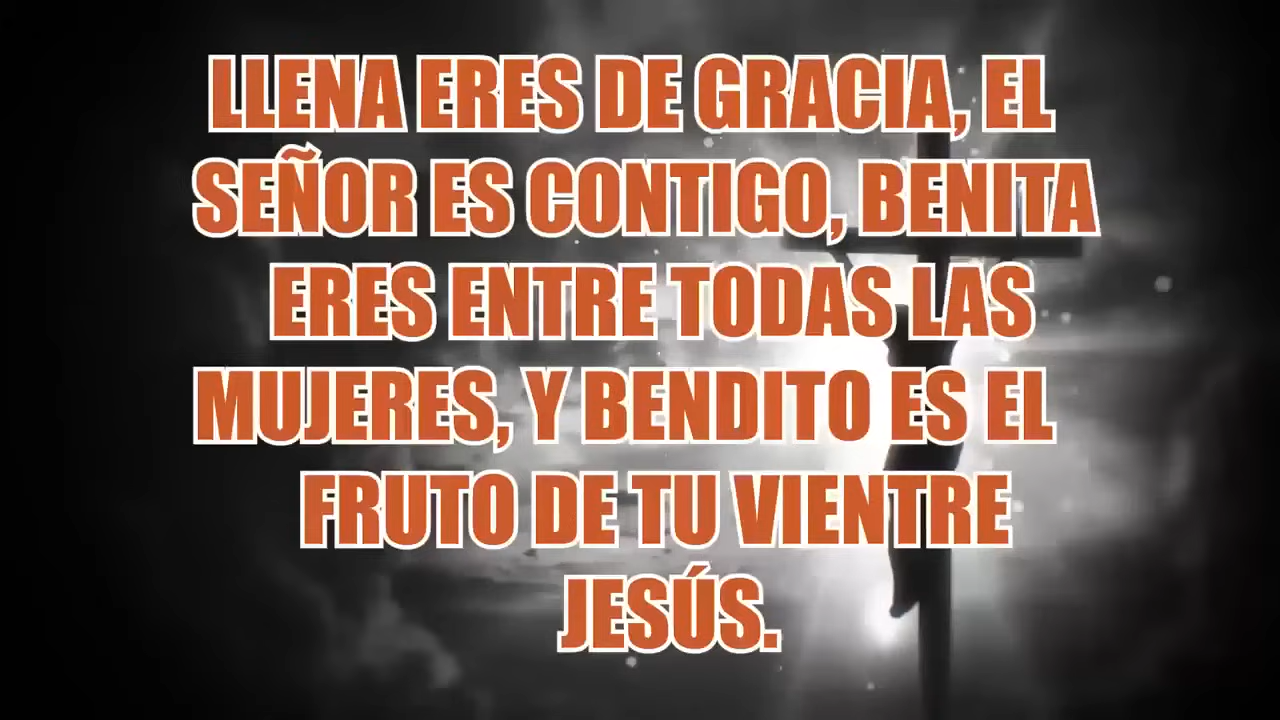 LLENA ERES DE GRACIA, EL
SEÑOR ES CONTIGO, BENITA
ERES ENTRE TODAS LAS
MUJERES, Y BENDITO ES EL
FRUTO DE TU VIENTRE
JESÚS.